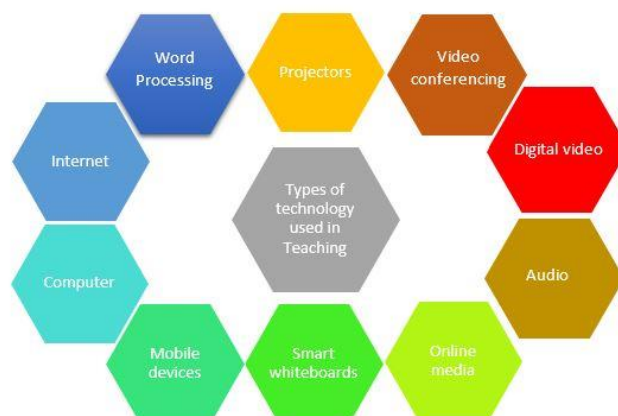 Word
Processing
Projectors
Video
conferencing
Internet
Digital video
Types of
technology
used in
Teaching
Computer
Audio
Mobile
devices
Smart
whiteboards
Online
media